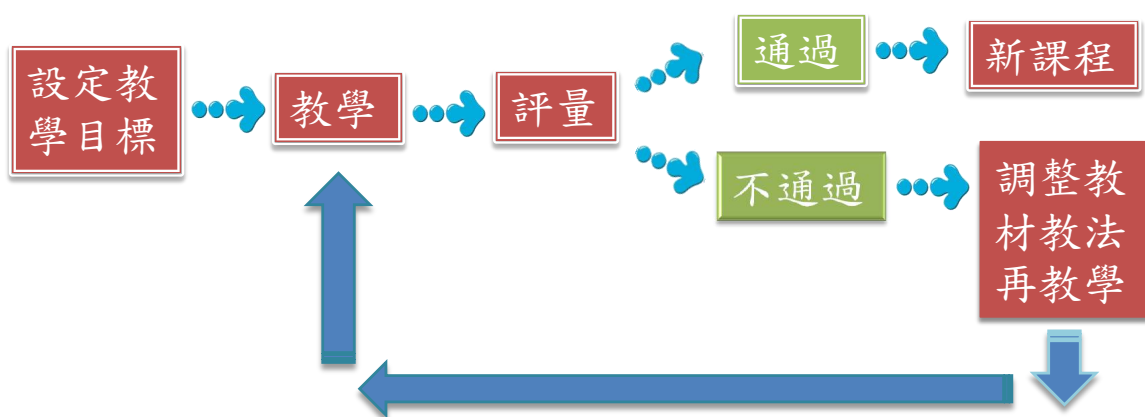 設定教
學目標
教學
評量
通過
新課程
不通過
調整教
材教法
再教學